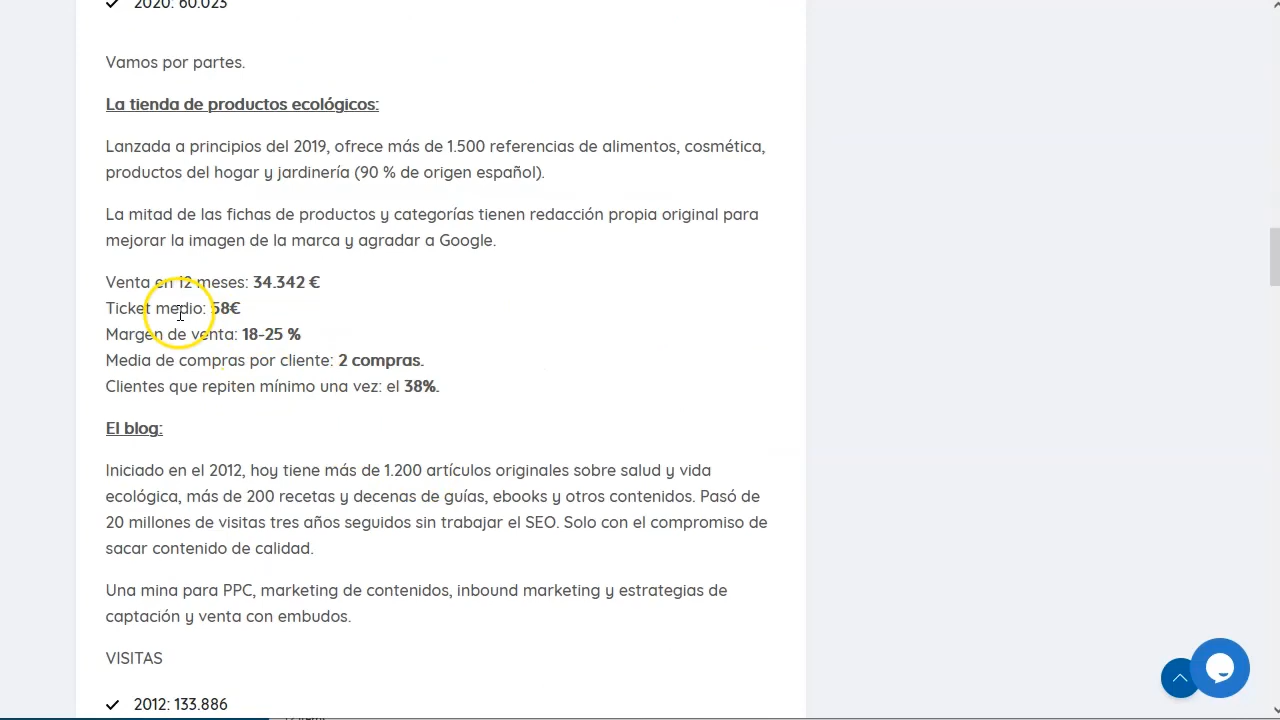 2020: 60.023
Vamos por partes.
La tienda de productos ecológicos:
Lanzada a principios del 2019, ofrece más de 1.500 referencias de alimentos, cosmética,
productos del hogar y jardinería (90 % de origen español).
La mitad de las fichas de productos y categorías tienen redacción propia original para
mejorar la imagen de la marca y agradar a Google.
Venta en 12 meses: 34.342 €
Ticket medio: 58€
Margen de venta: 18-25 %
Media de compras por cliente: 2 compras.
Clientes que repiten mínimo una vez: el 38%.
El blog:
Iniciado en el 2012, hoy tiene más de 1.200 artículos originales sobre salud y vida
ecológica, más de 200 recetas y decenas de guías, ebooks y otros contenidos. Pasó de
20 millones de visitas tres años seguidos sin trabajar el SEO. Solo con el compromiso de
sacar contenido de calidad.
Una mina para PPC, marketing de contenidos, inbound marketing y estrategias de
captación y venta con embudos.
VISITAS
2012: 133.886